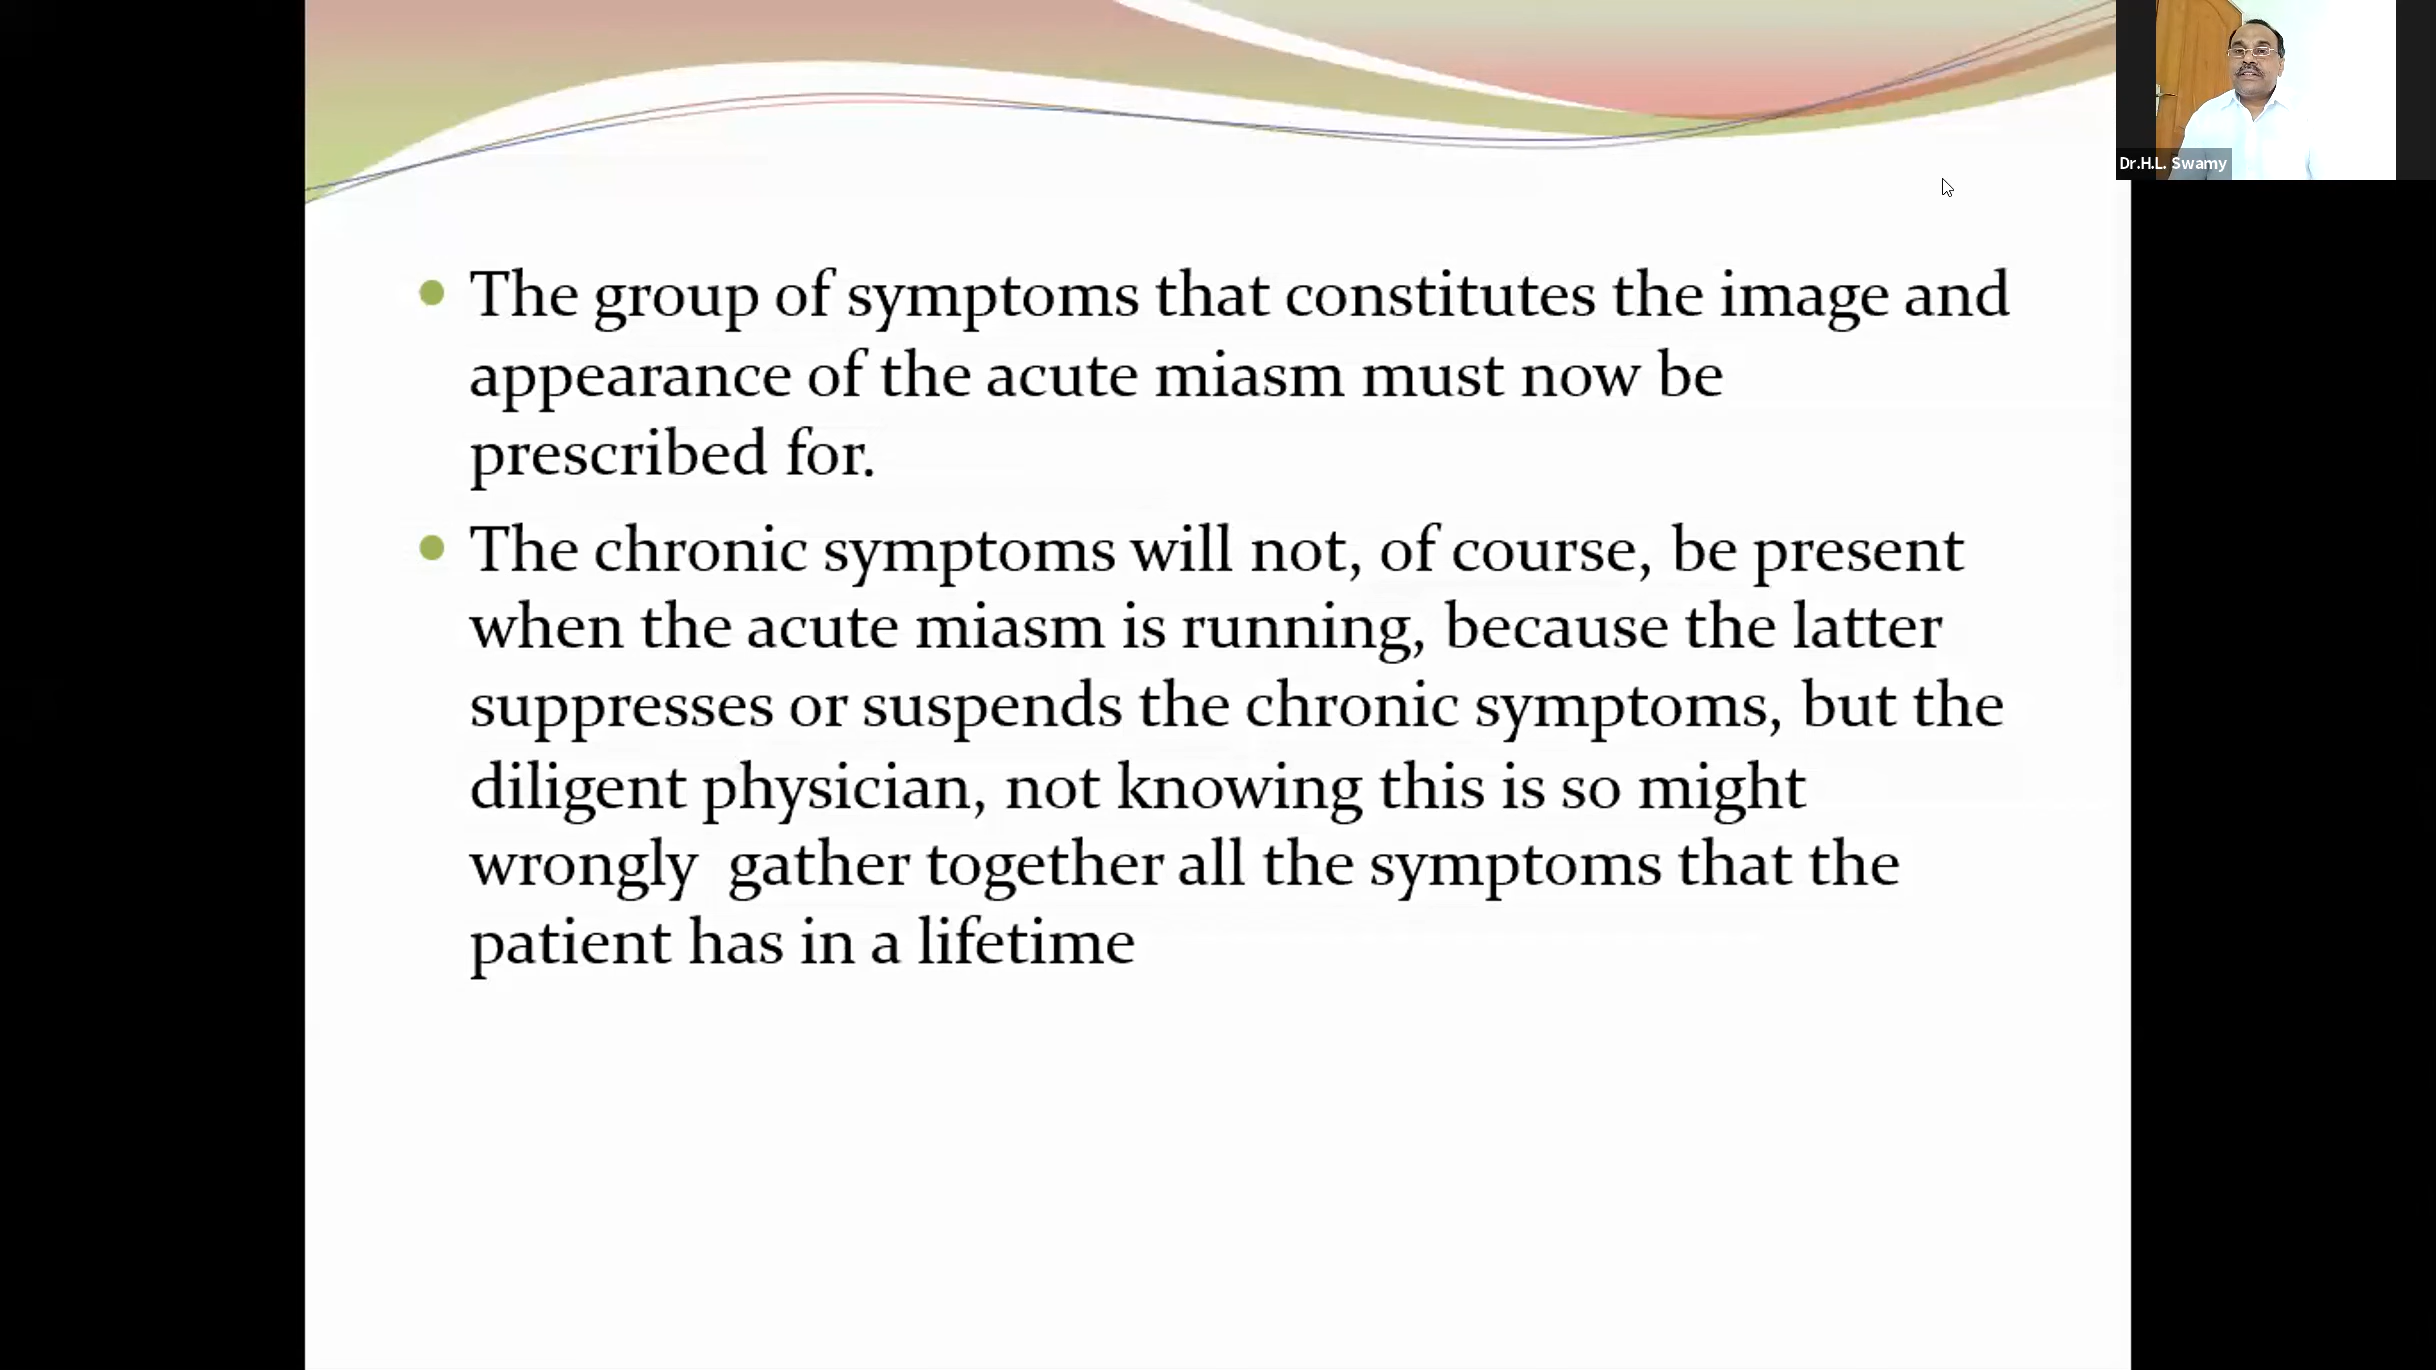 Dr.H.L. Swamy
The group of symptoms that constitutes the image and
appearance of the acute miasm must now be
prescribed for.
The chronic symptoms will not, of course, be present
when the acute miasm is running, because the latter
suppresses or suspends the chronic symptoms, but the
diligent physician, not knowing this is so might
wrongly  gather together all the symptoms that the
patient has in a lifetime